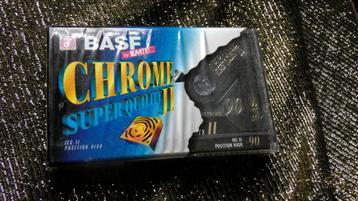 BASF
by EMTEC
CHROME
SUPER QUALITY II
90
IEC II
POSITION HIGH
IEC II
POSITION HIGH
90